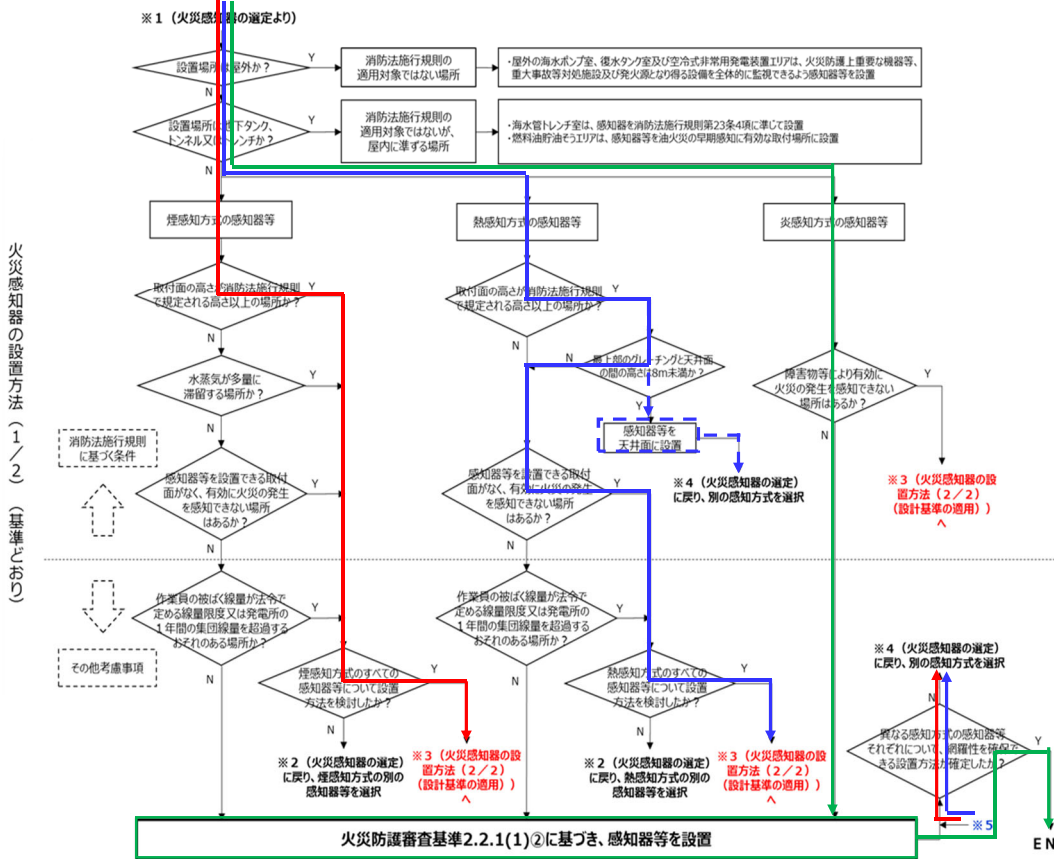 ※１（火災感知器の選定より）
設置場所は屋外か？
Y
N
消防法施行規則の
適用対象ではない場所
・屋外の海水ポンプ室、復水タンク室及び空冷式非常用発電装置エリアは、火災防護上重要な機器等、
重大事故等対処施設及び発火源となり得る設備を全体的に監視できるよう感知器等を設置
設置場所は地下タンク、
トンネル又はトレンチか？
Y
N
消防法施行規則の
適用対象ではないが、
屋内に準ずる場所
・海水管トレンチ室は、感知器を消防法施行規則第23条4項に準じて設置
・燃料油貯蔵そうエリアは、感知器等を油火災の早期感知に有効な取付場所に設置
火災感知器の設置方法（１／２）（基準どおり）
煙感知方式の感知器等
熱感知方式の感知器等
炎感知方式の感知器等
取付面の高さが消防法施行規則
で規定される高さ以上の場所か？
Y
N
水蒸気が多量に
滞留する場所か？
Y
N
消防法施行規則
に基づく条件
感知器等を設置できる取付
面がなく、有効に火災の発生
を感知できない場所
はあるか？
Y
N
作業員の被ばく線量が法令で
定める線量限度又は発電所の
１年間の集団線量を超過する
おそれのある場所か？
Y
N
その他考慮事項
煙感知方式のすべての
感知器等について設置
方法を検討したか？
Y
N
※２（火災感知器の選定）
に戻り、煙感知方式の別の
感知器等を選択
※３（火災感知器の設
置方法（２／２）
（設計基準の適用））
へ
取付面の高さが消防法施行規則
で規定される高さ以上の場所か？
Y
N
最上部のグレーチングと天井面
の間の高さは8m未満か？
N
Y
感知器等を
天井面に設置
※４（火災感知器の選定）
に戻り、別の感知方式を選択
感知器等を設置できる取付
面がなく、有効に火災の発生
を感知できない場所
はあるか？
Y
N
作業員の被ばく線量が法令で
定める線量限度又は発電所の
１年間の集団線量を超過する
おそれのある場所か？
Y
N
熱感知方式のすべての
感知器等について設置
方法を検討したか？
Y
N
※２（火災感知器の選定）
に戻り、熱感知方式の別の
感知器等を選択
※３（火災感知器の設
置方法（２／２）
（設計基準の適用））
へ
障害物等により有効に
火災の発生を感知できない
場所はあるか？
Y
N
※３（火災感知器の設
置方法（２／２）
（設計基準の適用））
へ
※４（火災感知器の選定）
に戻り、別の感知方式を選択
N
異なる感知方式の感知器等
それぞれについて、網羅性を確保で
きる設置方法が確定したか？
Y
※５
火災防護審査基準2.2.1(1)②に基づき、感知器等を設置
E N